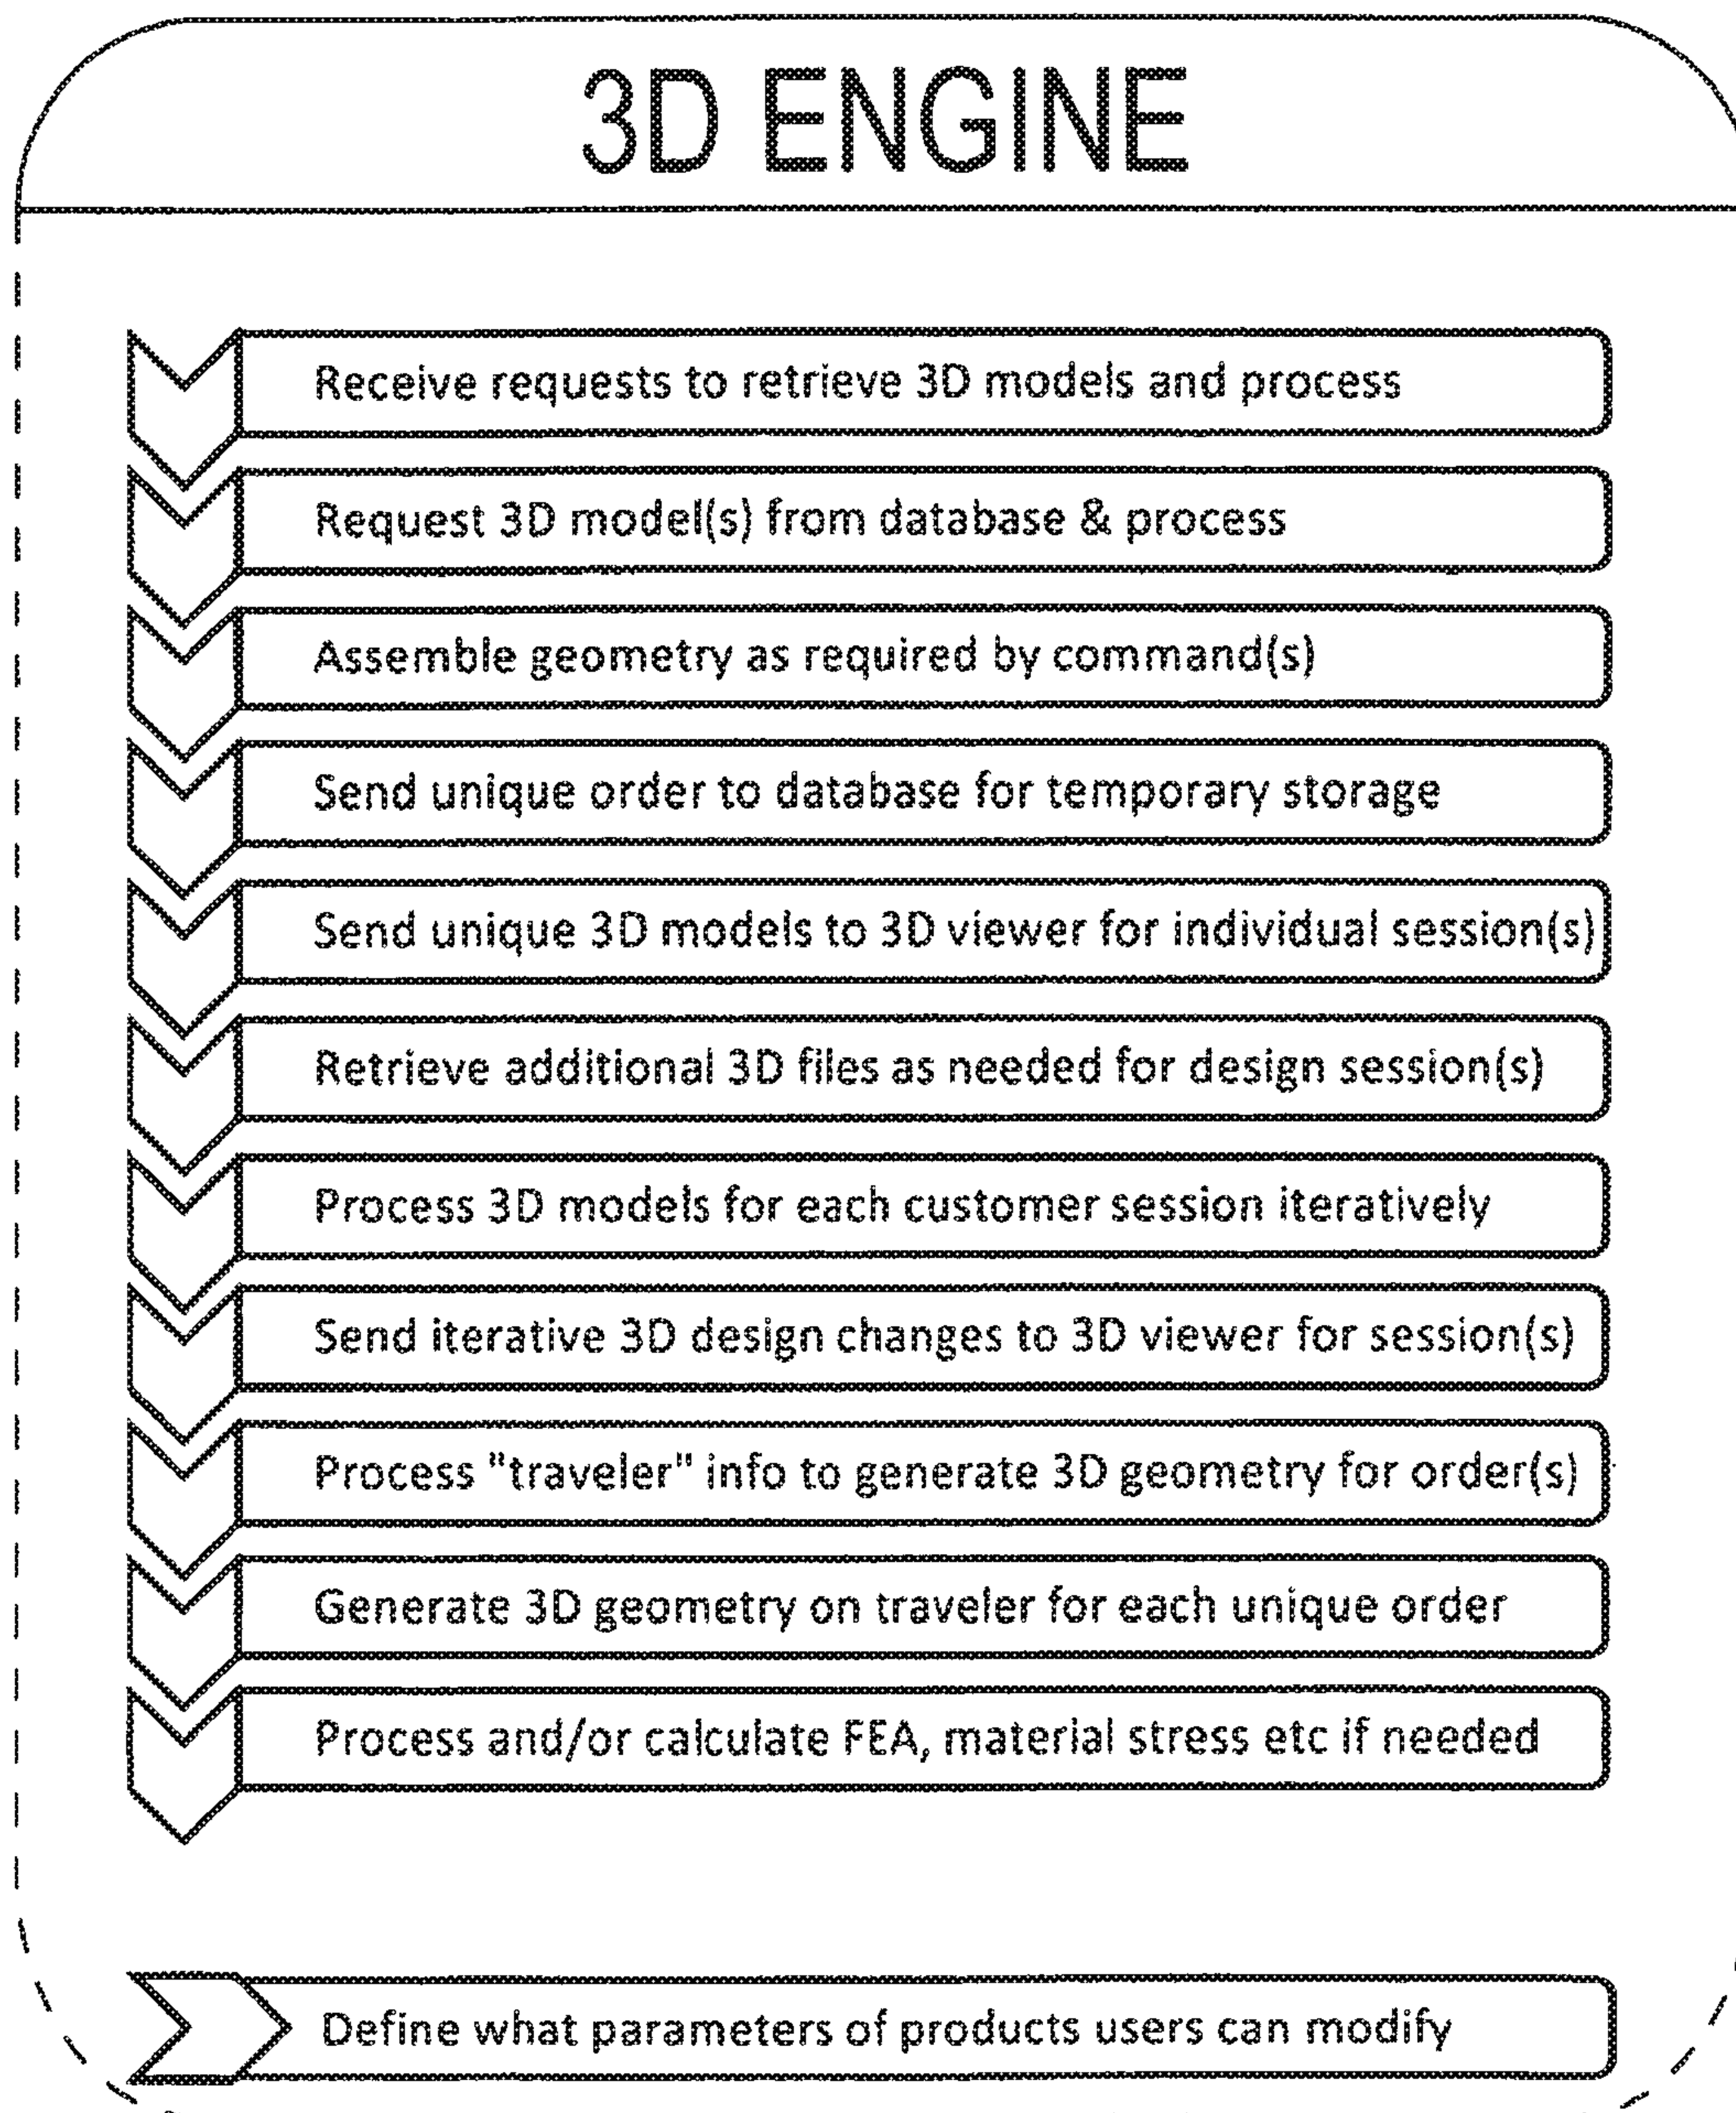 3D ENGINE
Receive requests to retrieve 3D models and process
Request 3D model(s) from database & process
Assemble geometry as required by command(s)
Send unique order to database for temporary storage
Send unique 3D models to 3D viewer for individual session(s)
Retrieve additional 3D files as needed for design session(s)
Process 3D models for each customer session iteratively
Send iterative 3D design changes to 3D viewer for session(s)
Process "traveler" info to generate 3D geometry for order(s)
Generate 3D geometry on traveler for each unique order
Process and/or calculate FEA, material stress etc if needed
Define what parameters of products users can modify